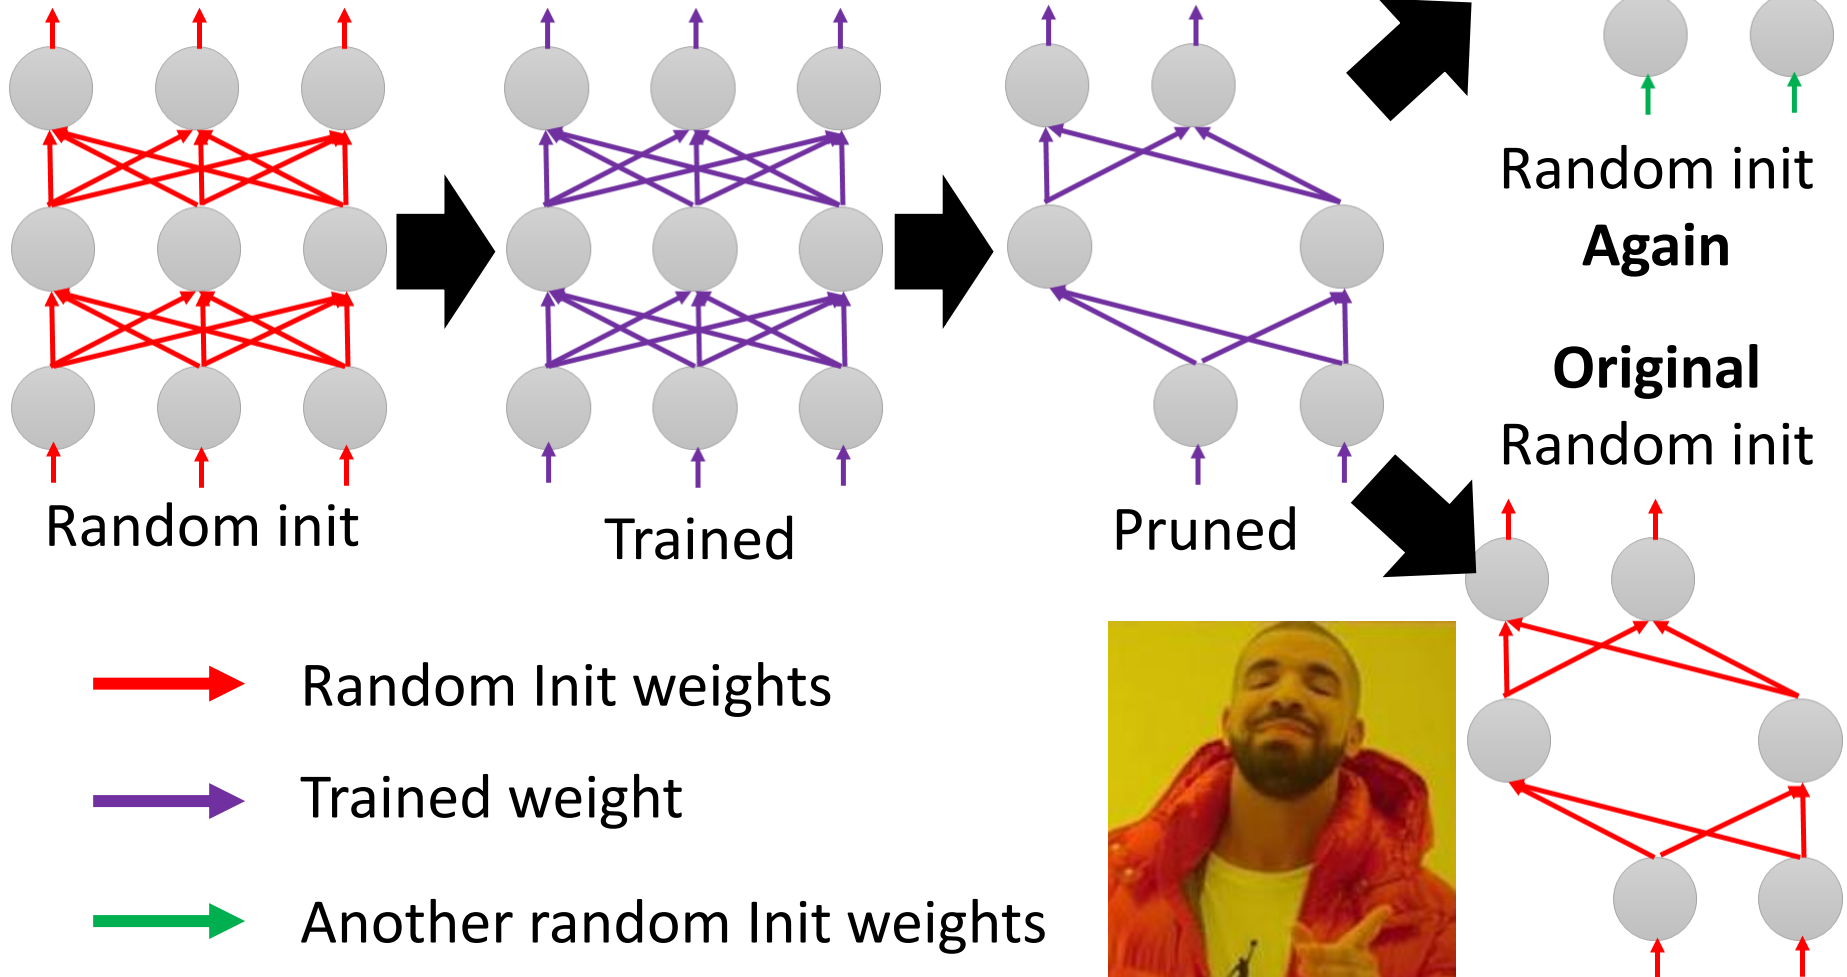 Random init
Again
Original
Random init
Random init
Trained
Pruned
Random Init weights
Trained weight
Another random Init weights